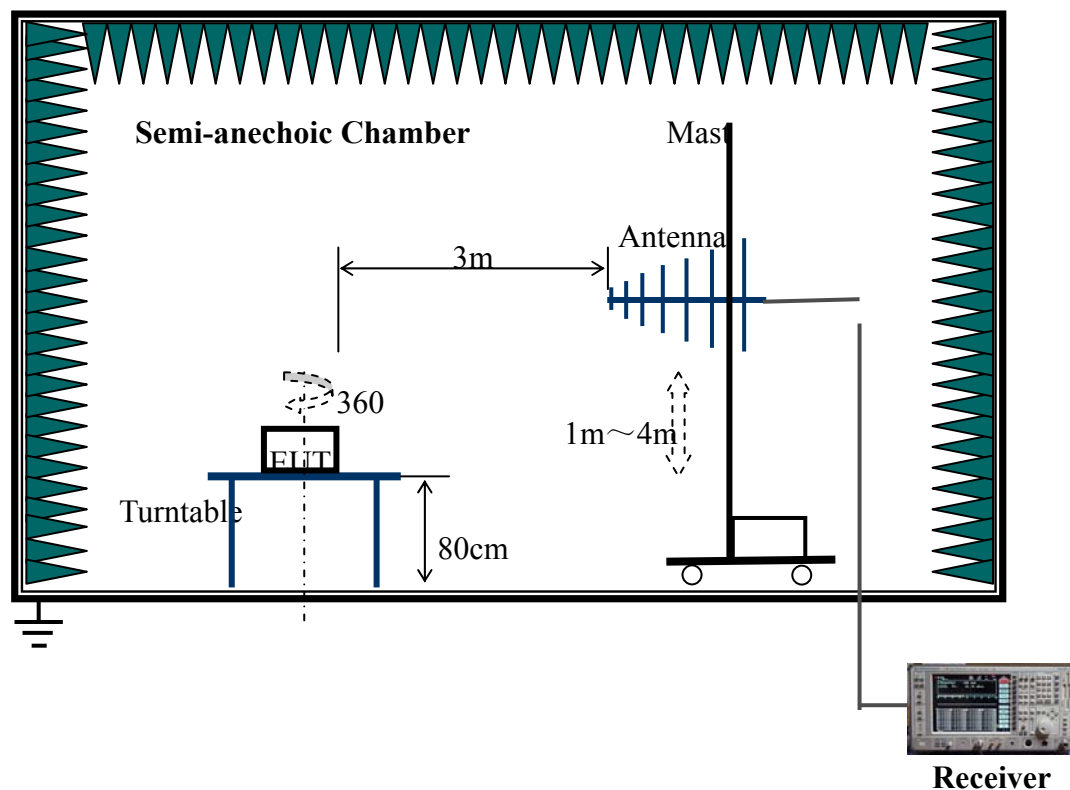 Semi-anechoic Chamber
Mast
Antenna
3m
360
1m～4m
EUT
Turntable
80cm
Receiver